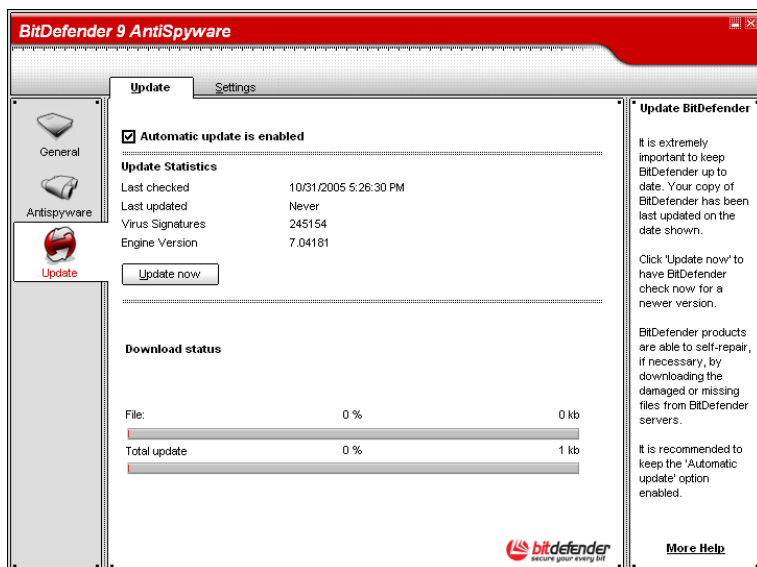 BitDefender 9 AntiSpyware
Update
Settings
General
Antispyware
Update
Automatic update is enabled
Update Statistics
Last checked 10/31/2005 5:26:30 PM
Last updated Never
Virus Signatures 245154
Engine Version 7.04181
Update now
Download status
File: 0 % 0 kb
Total update 0 % 1 kb
bitdefender
secure your every bit
Update BitDefender
It is extremely
important to keep
BitDefender up to
date. Your copy of
BitDefender has been
last updated on the
date shown.
Click 'Update now' to
have BitDefender
check now for a
newer version.
BitDefender products
are able to self-repair,
if necessary, by
downloading the
damaged or missing
files from BitDefender
servers.
It is recommended to
keep the 'Automatic
update' option
enabled.
More Help